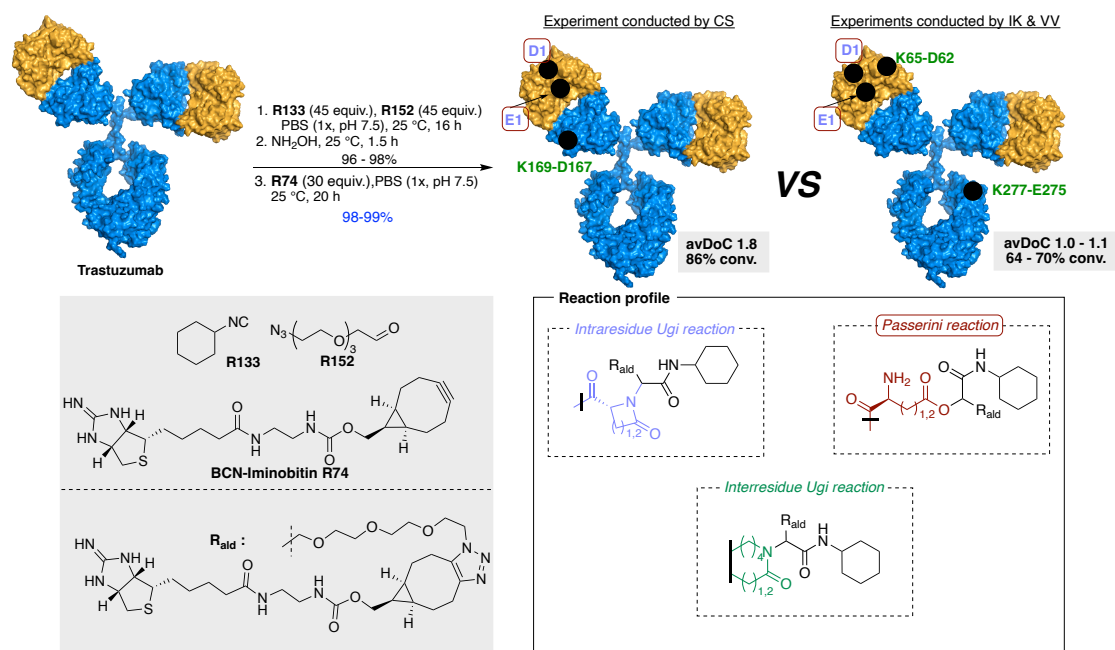 Experiment conducted by CS
Experiments conducted by IK & VV
D1
D1
K65-D62
1. R133 (45 equiv.), R152 (45 equiv.)
PBS (1x, pH 7.5), 25 °C, 16 h
2. NH2OH, 25 °C, 1.5 h
96 - 98%
3. R74 (30 equiv.),PBS (1x, pH 7.5)
25 °C, 20 h
98-99%
E1
E1
K169-D167
VS
K277-E275
avDoC 1.8
86% conv.
avDoC 1.0 - 1.1
64 - 70% conv.
Trastuzumab
Reaction profile
NC
R133
N3
O
3
O
R152
HN
NH
HN
H
H
S
O
N
H
H
N
O
O
H
H
BCN-Iminobitin R74
Intraresidue Ugi reaction
Rald
H
N
O
O
N
1,2
O
Passerini reaction
NH2
O
O
H
N
O
1,2
O
Rald
Interresidue Ugi reaction
Rald
4
N
H
N
O
O
1,2
Rald :
O
O
O
N
N
N
HN
NH
HN
H
H
S
O
N
H
H
N
O
O
H
H